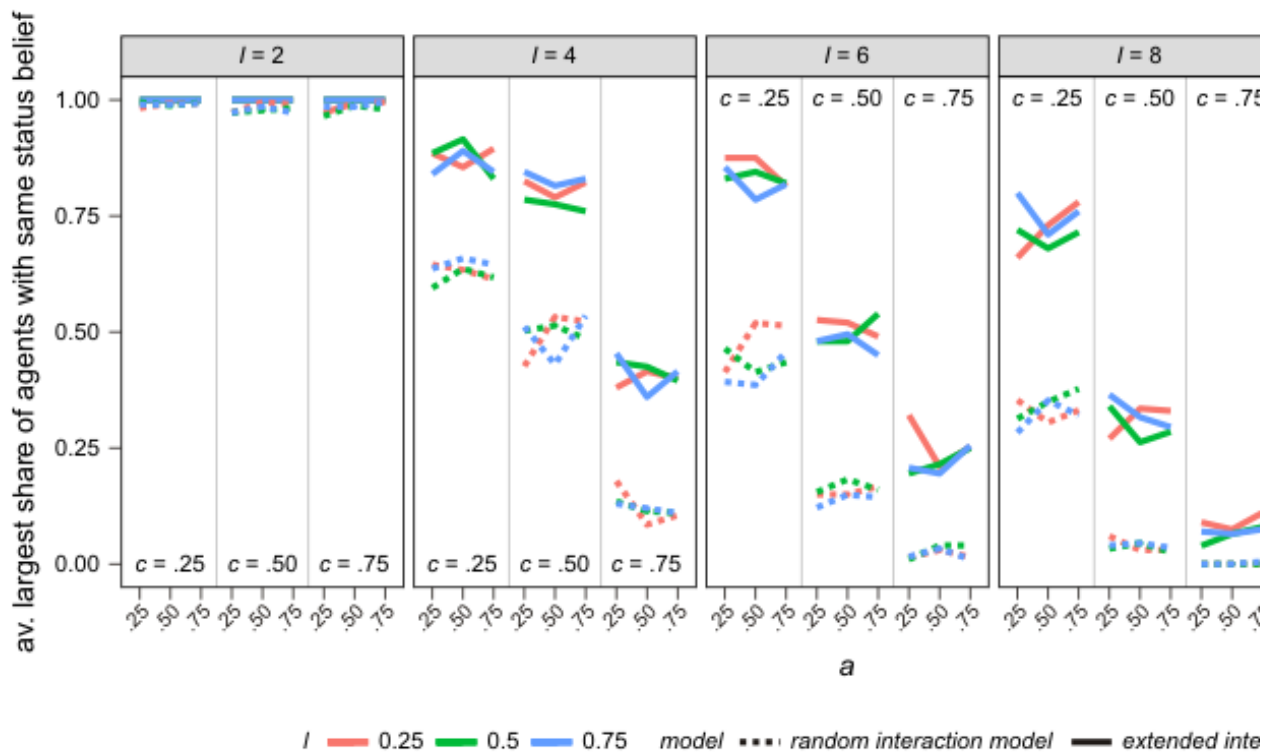 l = 2 l = 4 l = 6 l = 8
av. largest share of agents with same status belief
1.00
0.75
0.50
0.25
0.00
c = .25 c = .50 c = .75 c = .25 c = .50 c = .75
c = .25 c = .50 c = .75 c = .25 c = .50 c = .75
.25 .50 .75 .25 .50 .75 .25 .50 .75 .25 .50 .75 .25 .50 .75 .25 .50 .75 .25 .50 .75 .25 .50 .75 .25 .50 .75 .25 .50 .75 .25 .50 .75 .25 .50 .75
a
l 0.25 0.5 0.75 model random interaction model extended inte